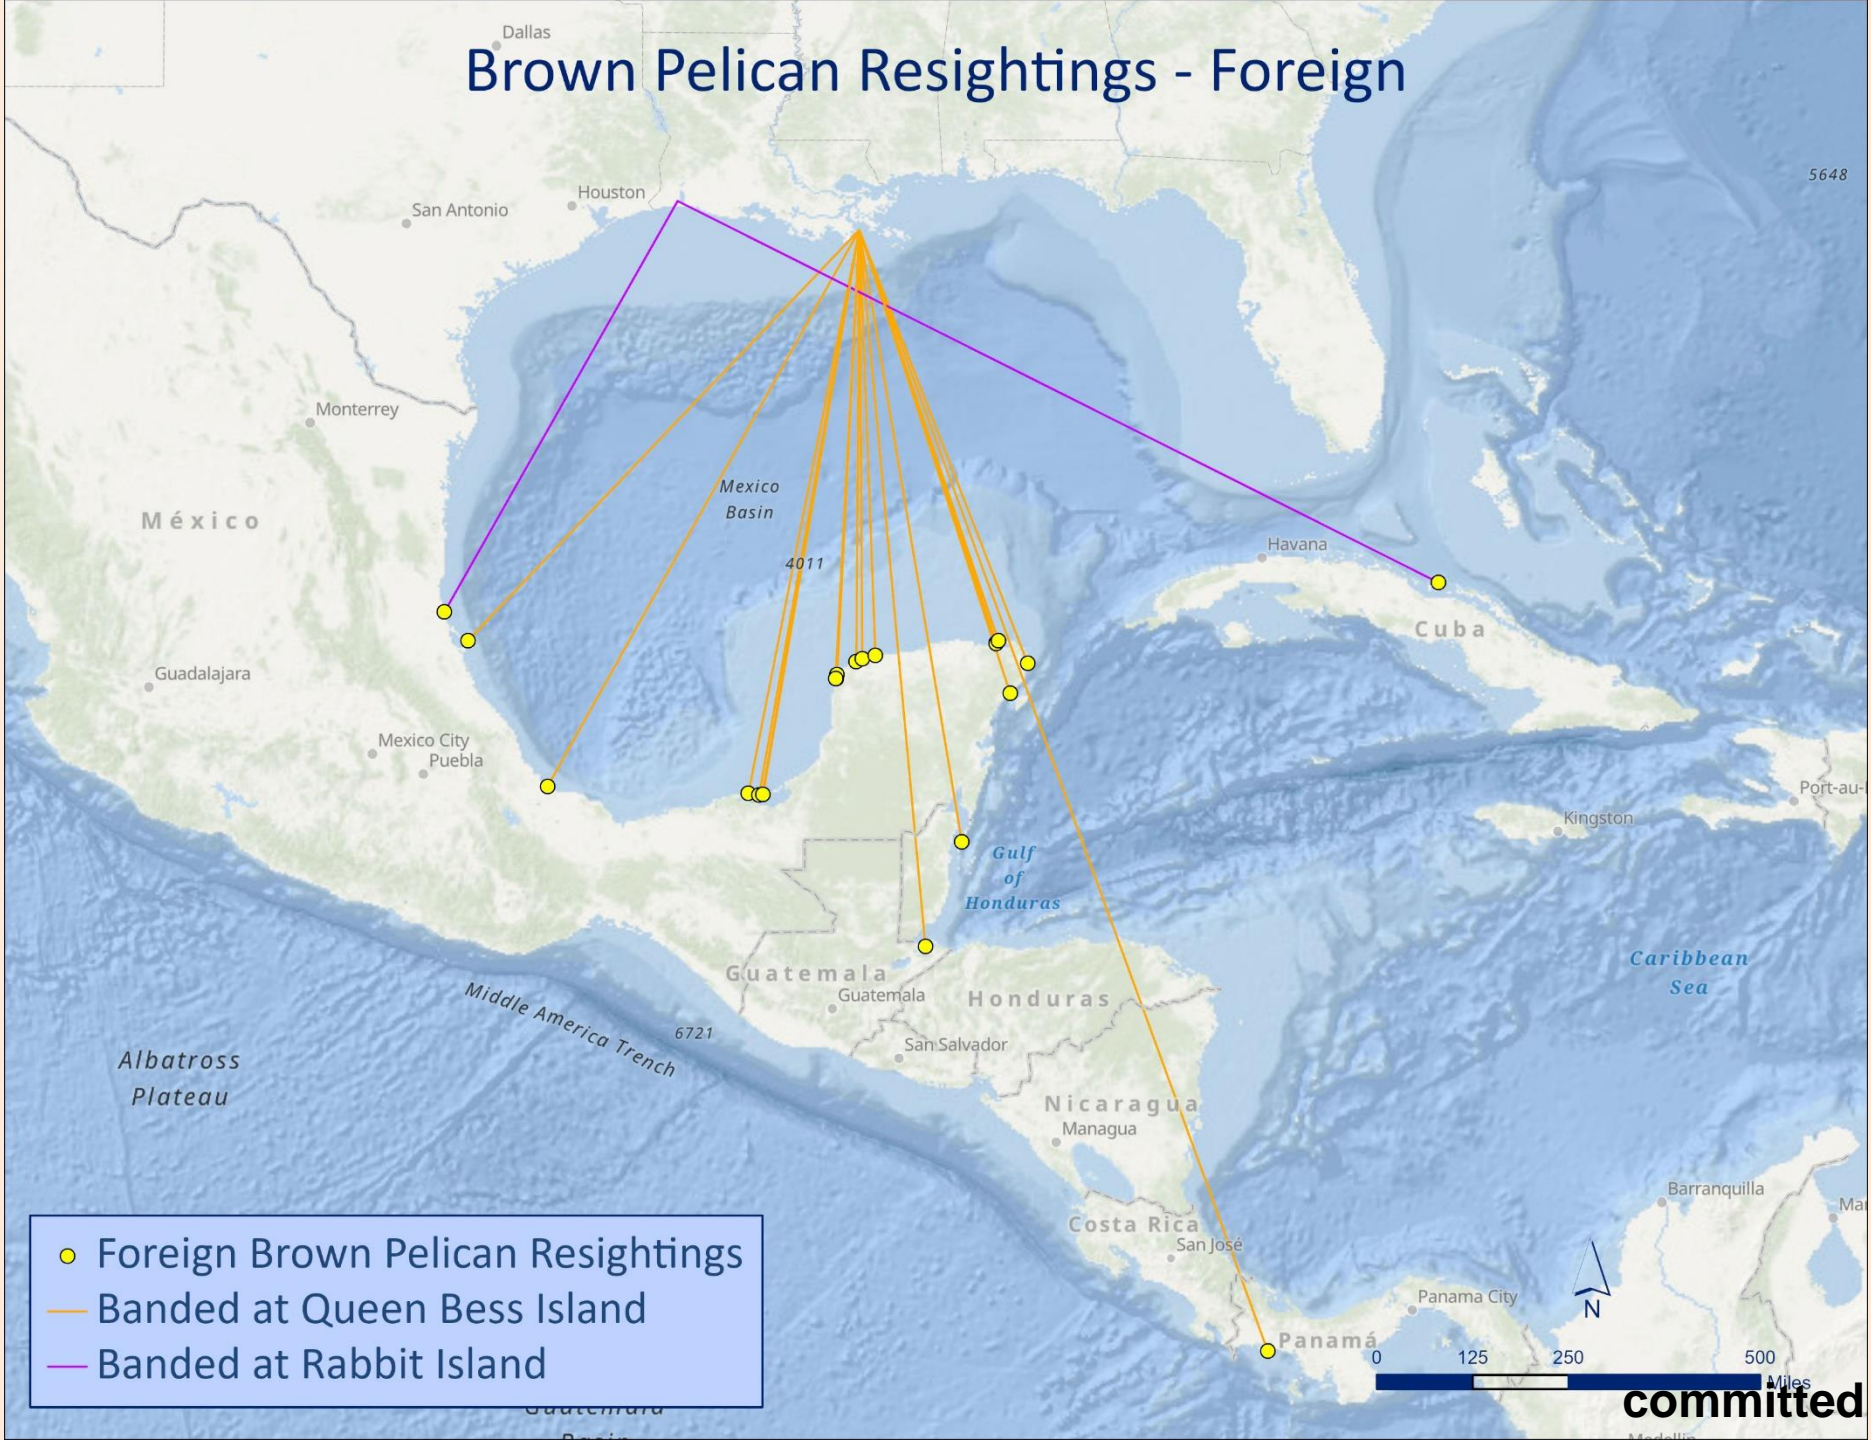 Dallas
Brown Pelican Resightings - Foreign
5648
Houston
San Antonio
Monterrey
Mexico
Basin
México
4011
Havana
Cuba
Guadalajara
Mexico City
Puebla
Port-au-
Kingston
Gulf
of
Honduras
Caribbean
Sea
Guatemala
Guatemala
Honduras
Middle America Trench
6721
San Salvador
Albatross
Plateau
Nicaragua
Managua
Barranquilla
Costa Rica
San José
Foreign Brown Pelican Resightings
Banded at Queen Bess Island
Banded at Rabbit Island
N
Panama City
Panamá
0 125 250 500
Miles
committed